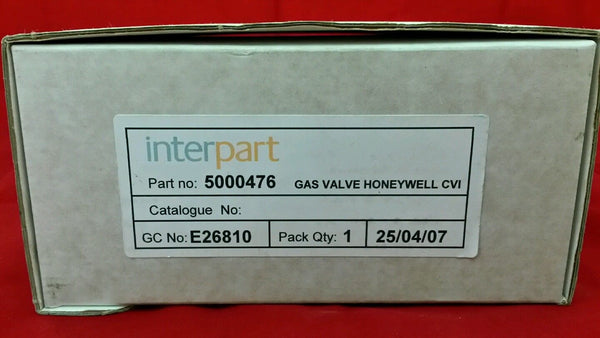 interpart
Part no: 5000476 GAS VALVE HONEYWELL CVI
Catalogue No:
GC No: E26810 Pack Qty: 1 25/04/07